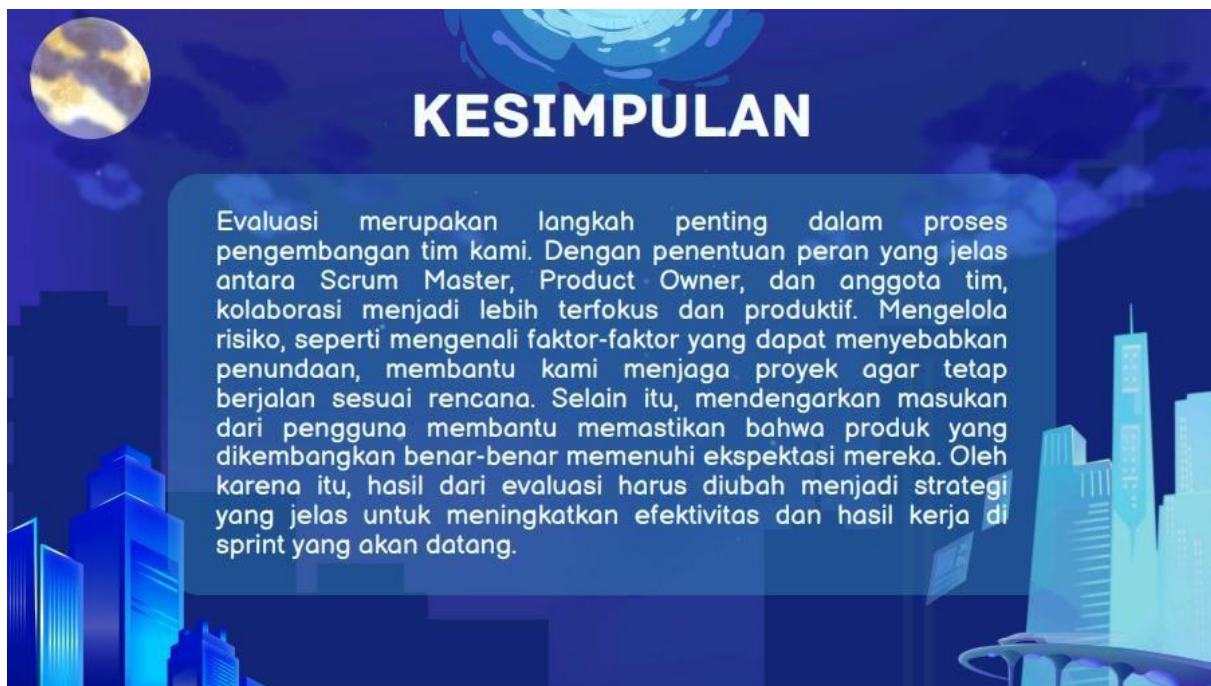 KESIMPULAN
Evaluasi merupakan langkah penting dalam proses
pengembangan tim kami. Dengan penentuan peran yang jelas
antara Scrum Master, Product Owner, dan anggota tim,
kolaborasi menjadi lebih terfokus dan produktif. Mengelola
risiko, seperti mengenali faktor-faktor yang dapat menyebabkan
penundaan, membantu kami menjaga proyek agar tetap
berjalan sesuai rencana. Selain itu, mendengarkan masukan
dari pengguna membantu memastikan bahwa produk yang
dikembangkan benar-benar memenuhi ekspektasi mereka. Oleh
karena itu, hasil dari evaluasi harus diubah menjadi strategi
yang jelas untuk meningkatkan efektivitas dan hasil kerja di
sprint yang akan datang.